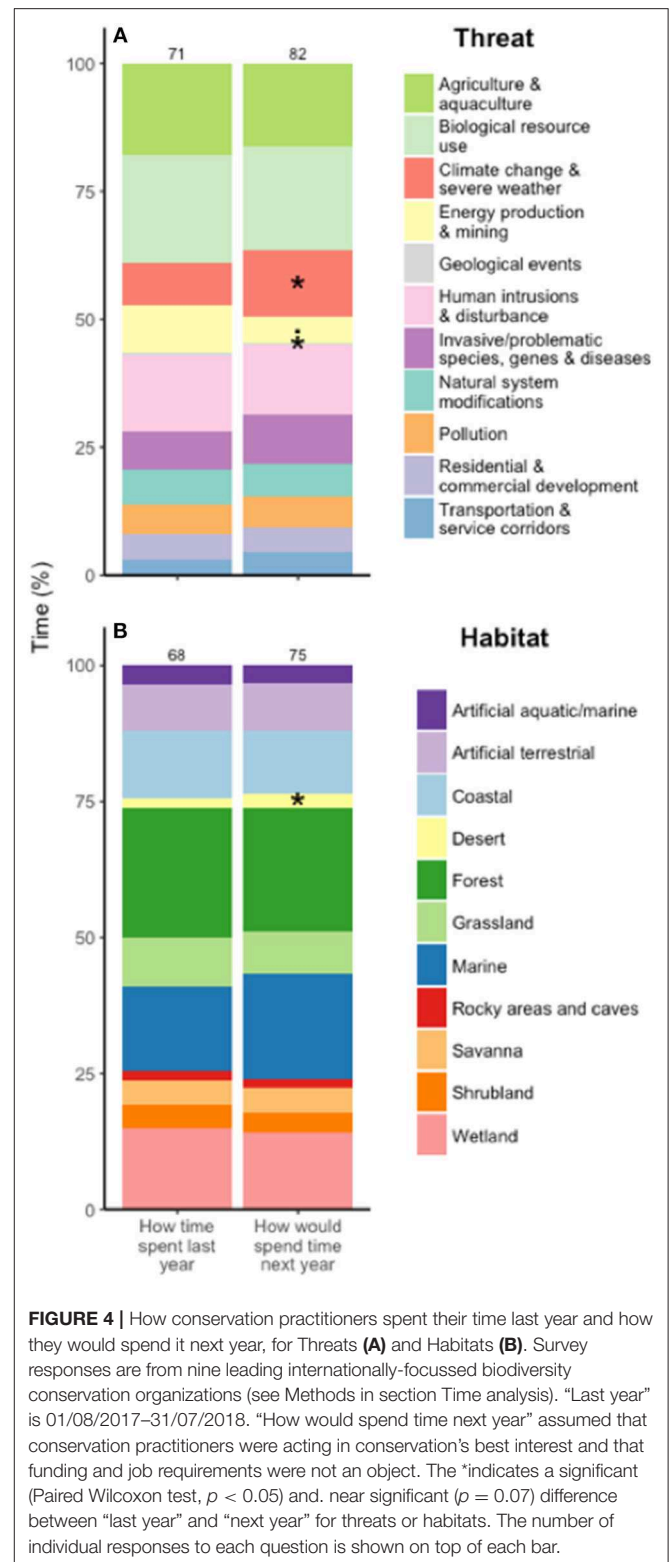 A
71
82
Threat
100
75
50
25
0
*
.
*
Agriculture &
aquaculture
Biological resource
use
Climate change &
severe weather
Energy production
& mining
Geological events
Human intrusions
& disturbance
Invasive/problematic
species, genes & diseases
Natural system
modifications
Pollution
Residential &
commercial development
Transportation &
service corridors
Time (%)
B
68
75
Habitat
100
75
50
25
0
*
Artificial aquatic/marine
Artificial terrestrial
Coastal
Desert
Forest
Grassland
Marine
Rocky areas and caves
Savanna
Shrubland
Wetland
How time
spent last
year
How would
spend time
next year
FIGURE 4 | How conservation practitioners spent their time last year and how
they would spend it next year, for Threats (A) and Habitats (B). Survey
responses are from nine leading internationally-focussed biodiversity
conservation organizations (see Methods in section Time analysis). “Last year”
is 01/08/2017–31/07/2018. “How would spend time next year” assumed that
conservation practitioners were acting in conservation’s best interest and that
funding and job requirements were not an object. The *indicates a significant
(Paired Wilcoxon test, p < 0.05) and. near significant (p = 0.07) difference
between “last year” and “next year” for threats or habitats. The number of
individual responses to each question is shown on top of each bar.